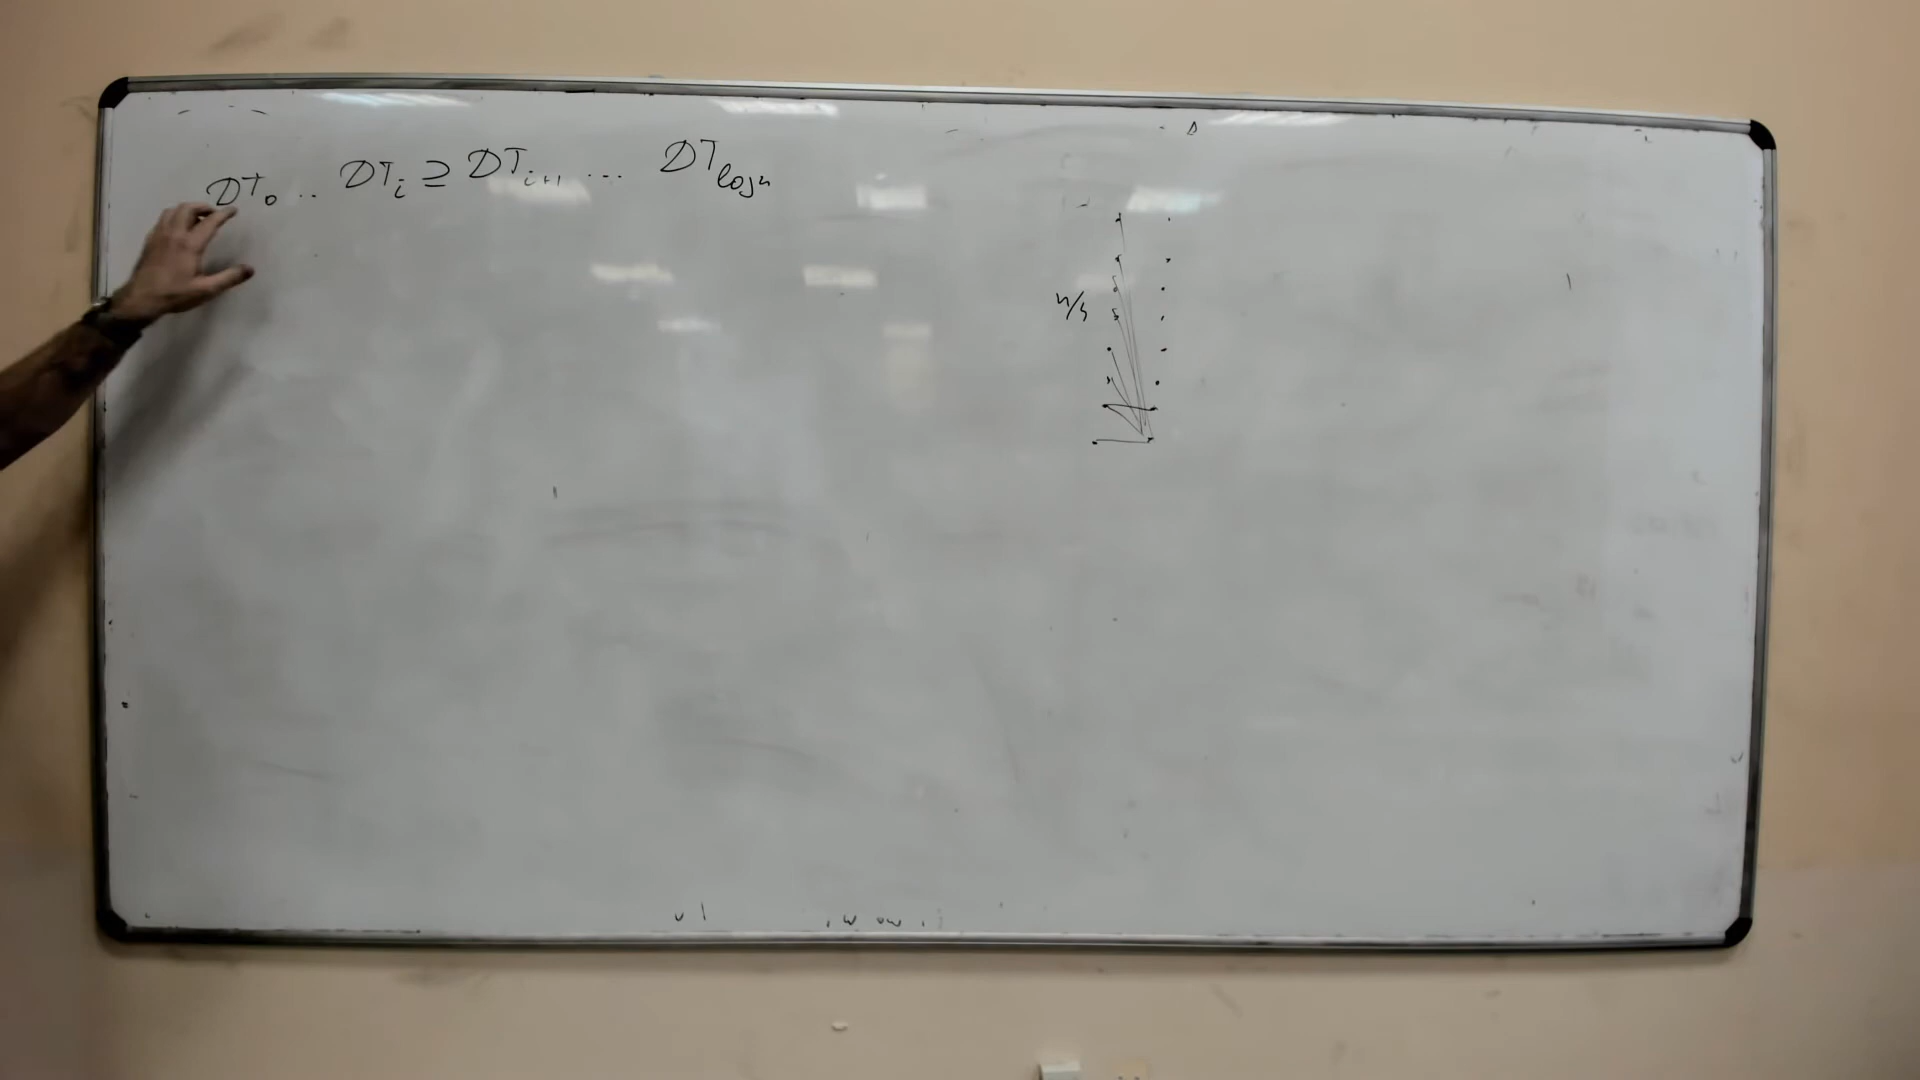 DT₀ .. DTᵢ ⊇ DTᵢ₊₁ ... DT_log n
n/s